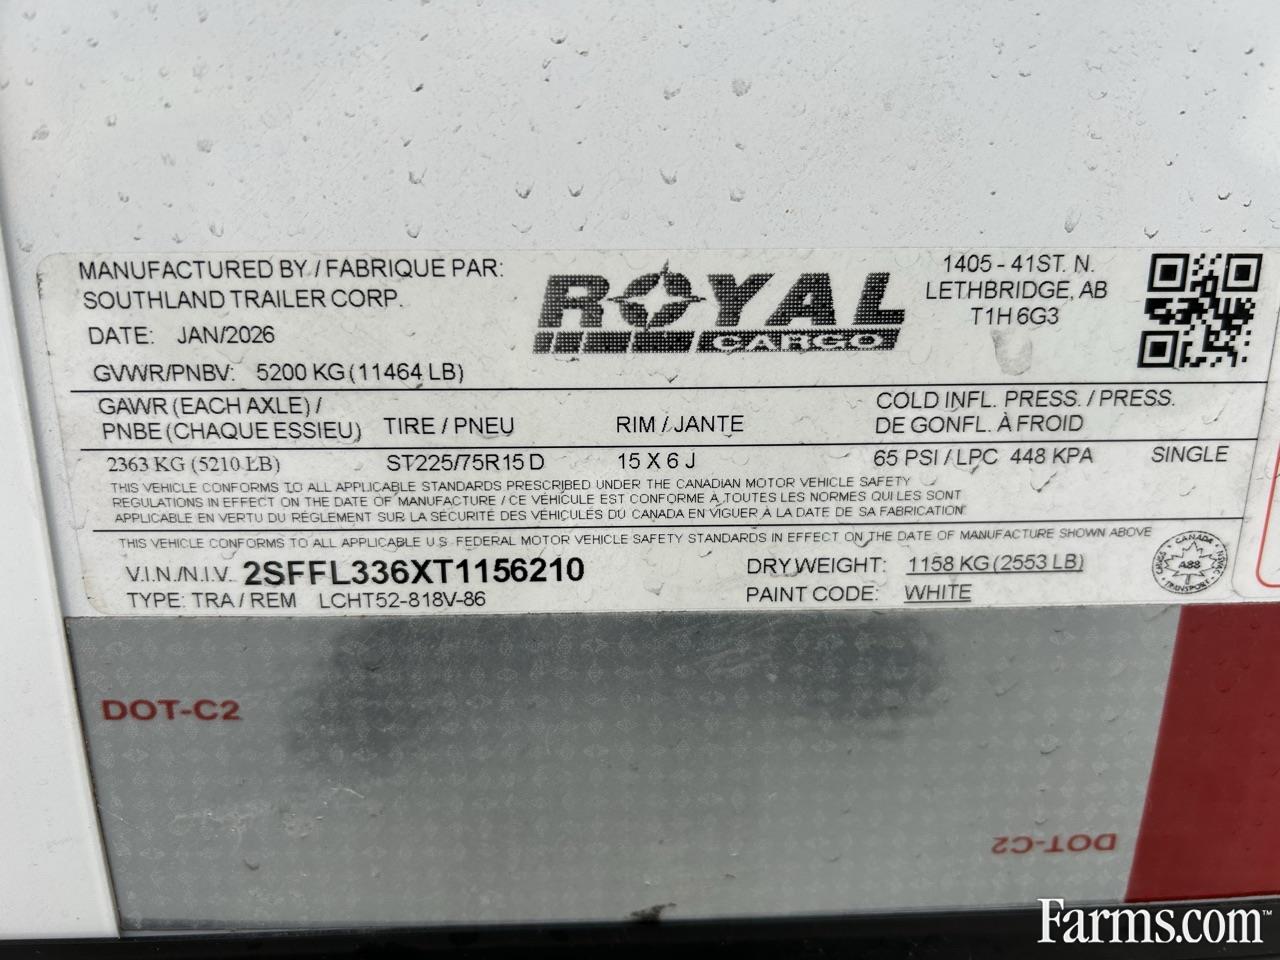 MANUFACTURED BY / FABRIQUE PAR:
SOUTHLAND TRAILER CORP.
DATE: JAN/2026
GVWR/PNBV: 5200 KG (11464 LB)
ROYAL
CARGO
1405 - 41ST. N.
LETHBRIDGE, AB
T1H 6G3
GAWR (EACH AXLE) /
PNBE (CHAQUE ESSIEU)
TIRE / PNEU
RIM / JANTE
COLD INFL. PRESS. / PRESS.
DE GONFL. À FROID
2363 KG (5210 LB) ST225/75R15 D 15 X 6 J 65 PSI / LPC 448 KPA SINGLE
THIS VEHICLE CONFORMS TO ALL APPLICABLE STANDARDS PRESCRIBED UNDER THE CANADIAN MOTOR VEHICLE SAFETY
REGULATIONS IN EFFECT ON THE DATE OF MANUFACTURE / CE VÉHICULE EST CONFORME À TOUTES LES NORMES QUI LES SONT
APPLICABLE EN VERTU DU RÈGLEMENT SUR LA SÉCURITÉ DES VÉHICULES DU CANADA EN VIGUER À LA DATE DE SA FABRICATION
THIS VEHICLE CONFORMS TO ALL APPLICABLE U.S. FEDERAL MOTOR VEHICLE SAFETY STANDARDS IN EFFECT ON THE DATE OF MANUFACTURE SHOWN ABOVE
V.I.N./N.I.V. 2SFFL336XT1156210
TYPE: TRA / REM LCHT52-818V-86
DRY WEIGHT: 1158 KG (2553 LB)
PAINT CODE: WHITE
CANADA
A88
TRANSPORT
DOT-C2
DOT-C2
Farms.com™